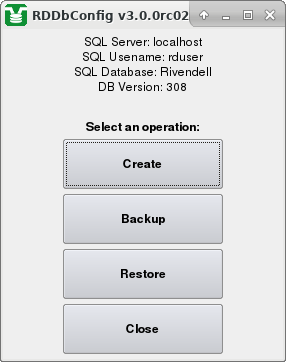 RDDbConfig v3.0.0rc02
SQL Server: localhost
SQL Usename: rduser
SQL Database: Rivendell
DB Version: 308
Select an operation:
Create
Backup
Restore
Close